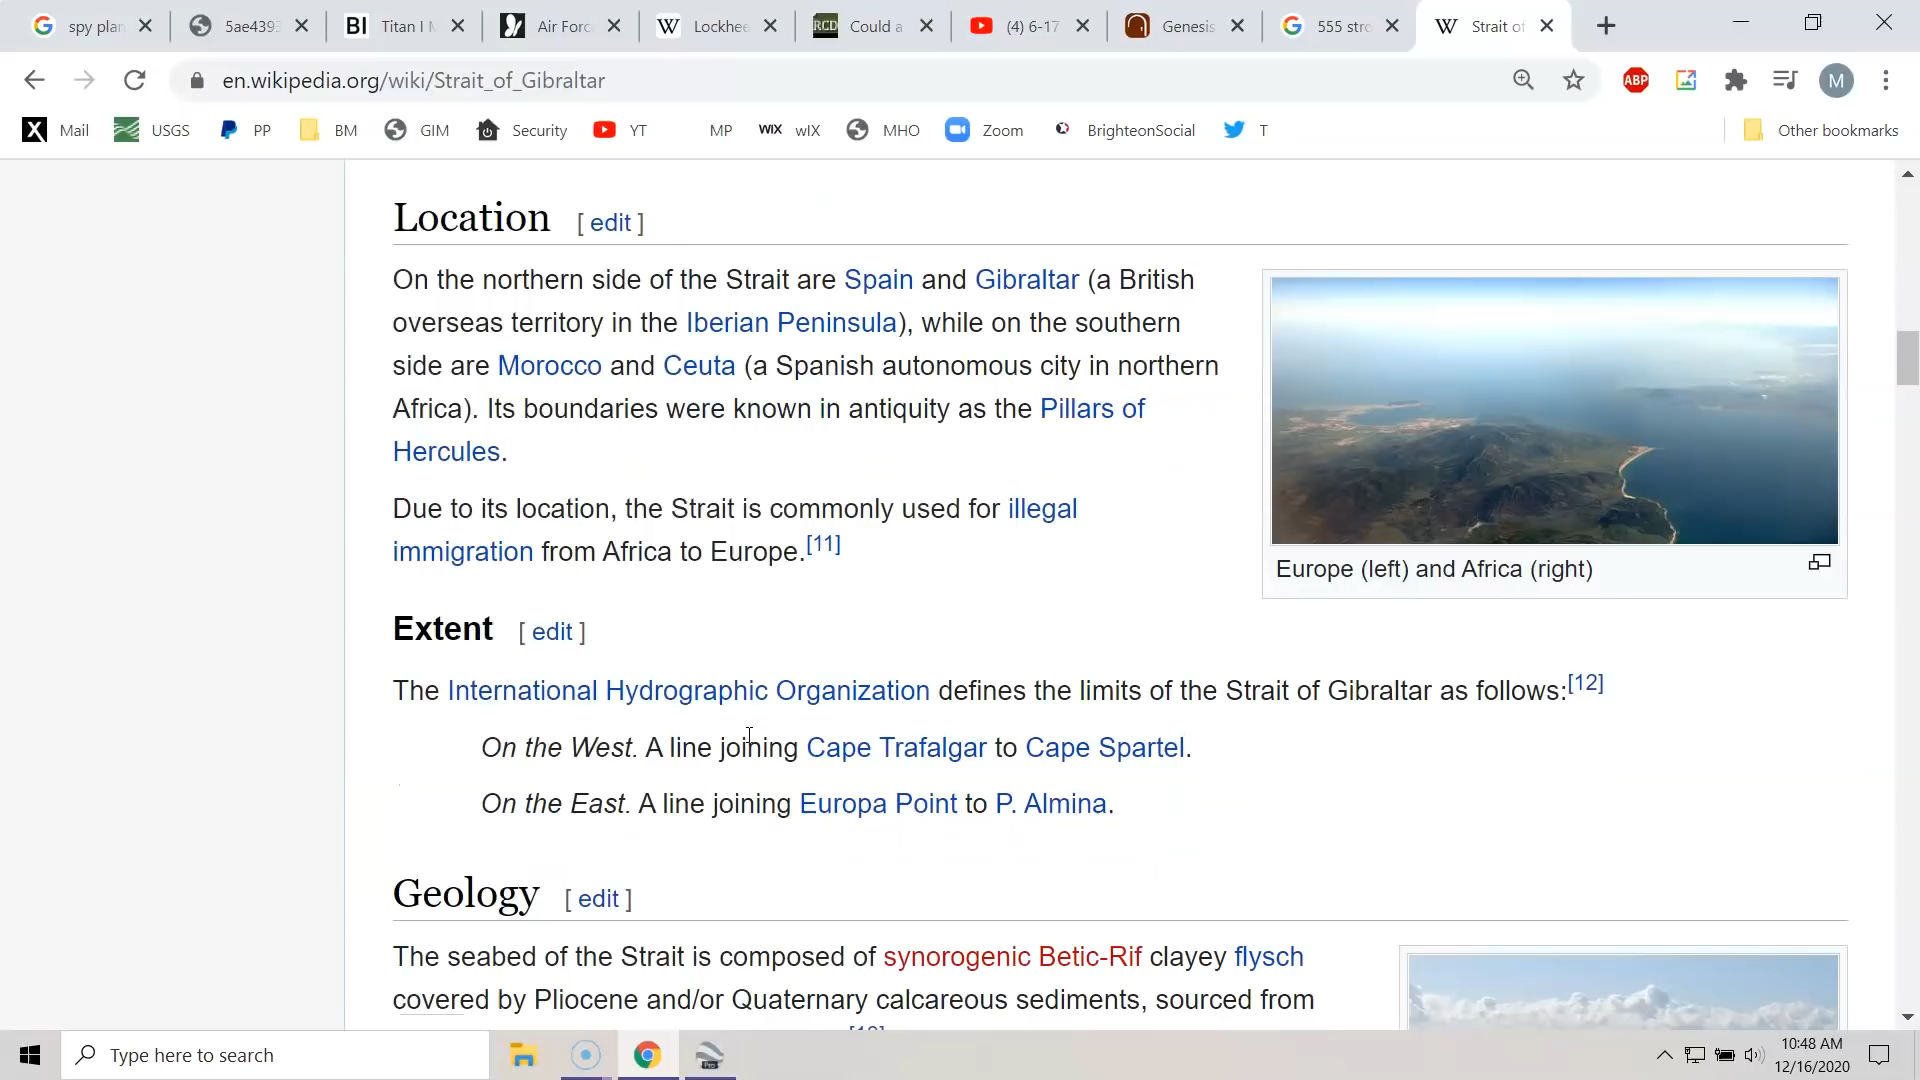 spy plan
5ae4393
BI Titan I M
Air Forc
W Lockhee
RCD Could a
(4) 6-17
Genesis
555 stro
W Strait of
en.wikipedia.org/wiki/Strait_of_Gibraltar
ABP
M
X Mail
USGS
PP
BM
GIM
Security
YT
MP
WIX wIX
MHO
Zoom
BrighteonSocial
T
Other bookmarks
Location [ edit ]
On the northern side of the Strait are Spain and Gibraltar (a British
overseas territory in the Iberian Peninsula), while on the southern
side are Morocco and Ceuta (a Spanish autonomous city in northern
Africa). Its boundaries were known in antiquity as the Pillars of
Hercules.
Due to its location, the Strait is commonly used for illegal
immigration from Africa to Europe.[11]
Europe (left) and Africa (right)
Extent [ edit ]
The International Hydrographic Organization defines the limits of the Strait of Gibraltar as follows:[12]
On the West. A line joining Cape Trafalgar to Cape Spartel.
On the East. A line joining Europa Point to P. Almina.
Geology [ edit ]
The seabed of the Strait is composed of synorogenic Betic-Rif clayey flysch
covered by Pliocene and/or Quaternary calcareous sediments, sourced from
Type here to search
10:48 AM
12/16/2020